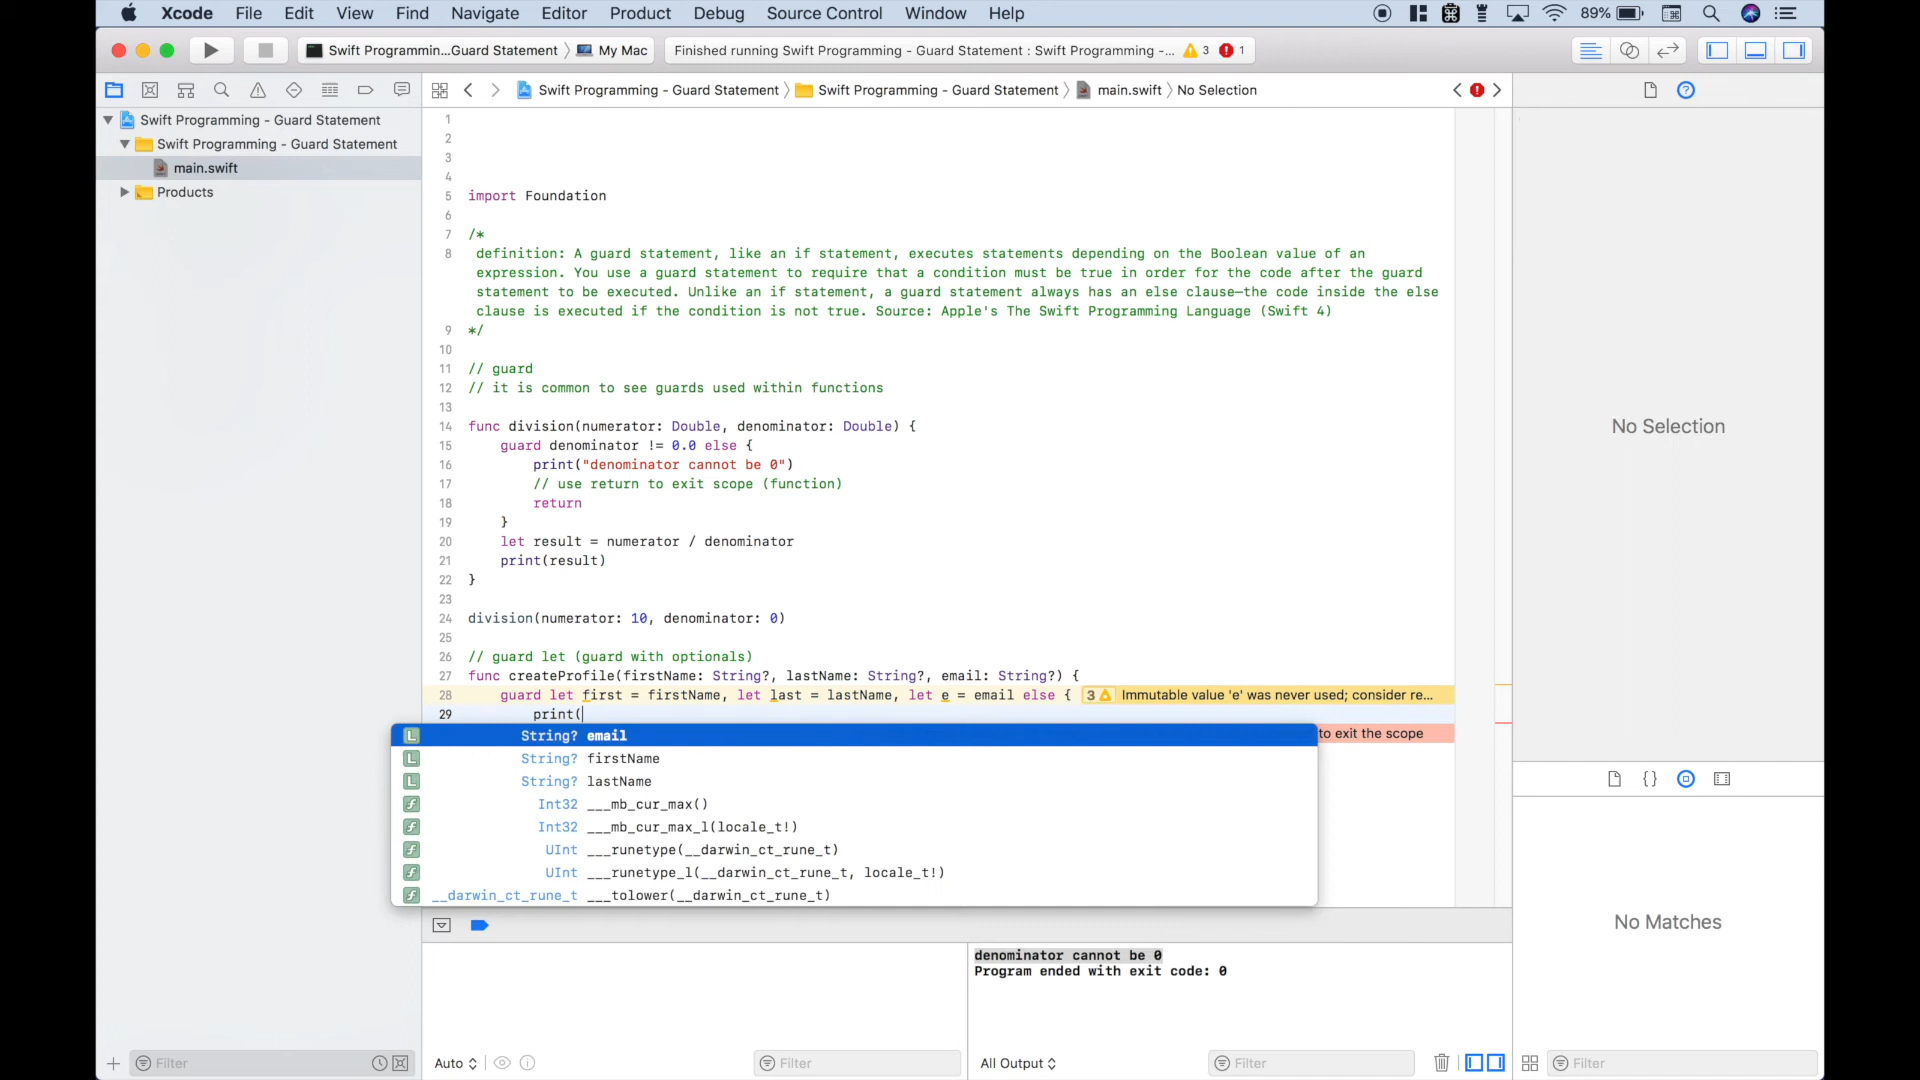 Xcode File Edit View Find Navigate Editor Product Debug Source Control Window Help 89%
Swift Programmin...Guard Statement My Mac Finished running Swift Programming - Guard Statement : Swift Programming -... 3 1
Swift Programming - Guard Statement Swift Programming - Guard Statement main.swift No Selection
Swift Programming - Guard Statement
Swift Programming - Guard Statement
main.swift
Products
1
2
3
4
5 import Foundation
6
7 /*
8 definition: A guard statement, like an if statement, executes statements depending on the Boolean value of an
expression. You use a guard statement to require that a condition must be true in order for the code after the guard
statement to be executed. Unlike an if statement, a guard statement always has an else clause—the code inside the else
clause is executed if the condition is not true. Source: Apple's The Swift Programming Language (Swift 4)
9 */
10
11 // guard
12 // it is common to see guards used within functions
13
14 func division(numerator: Double, denominator: Double) {
15 guard denominator != 0.0 else {
16 print("denominator cannot be 0")
17 // use return to exit scope (function)
18 return
19 }
20 let result = numerator / denominator
21 print(result)
22 }
23
24 division(numerator: 10, denominator: 0)
25
26 // guard let (guard with optionals)
27 func createProfile(firstName: String?, lastName: String?, email: String?) {
28 guard let first = firstName, let last = lastName, let e = email else { 3 Immutable value 'e' was never used; consider re...
29 print(
to exit the scope
L String? email
L String? firstName
L String? lastName
f Int32 ___mb_cur_max()
f Int32 ___mb_cur_max_l(locale_t!)
f UInt ___runetype(__darwin_ct_rune_t)
f UInt ___runetype_l(__darwin_ct_rune_t, locale_t!)
f __darwin_ct_rune_t ___tolower(__darwin_ct_rune_t)
No Selection
No Matches
denominator cannot be 0
Program ended with exit code: 0
Filter Auto Filter All Output Filter Filter